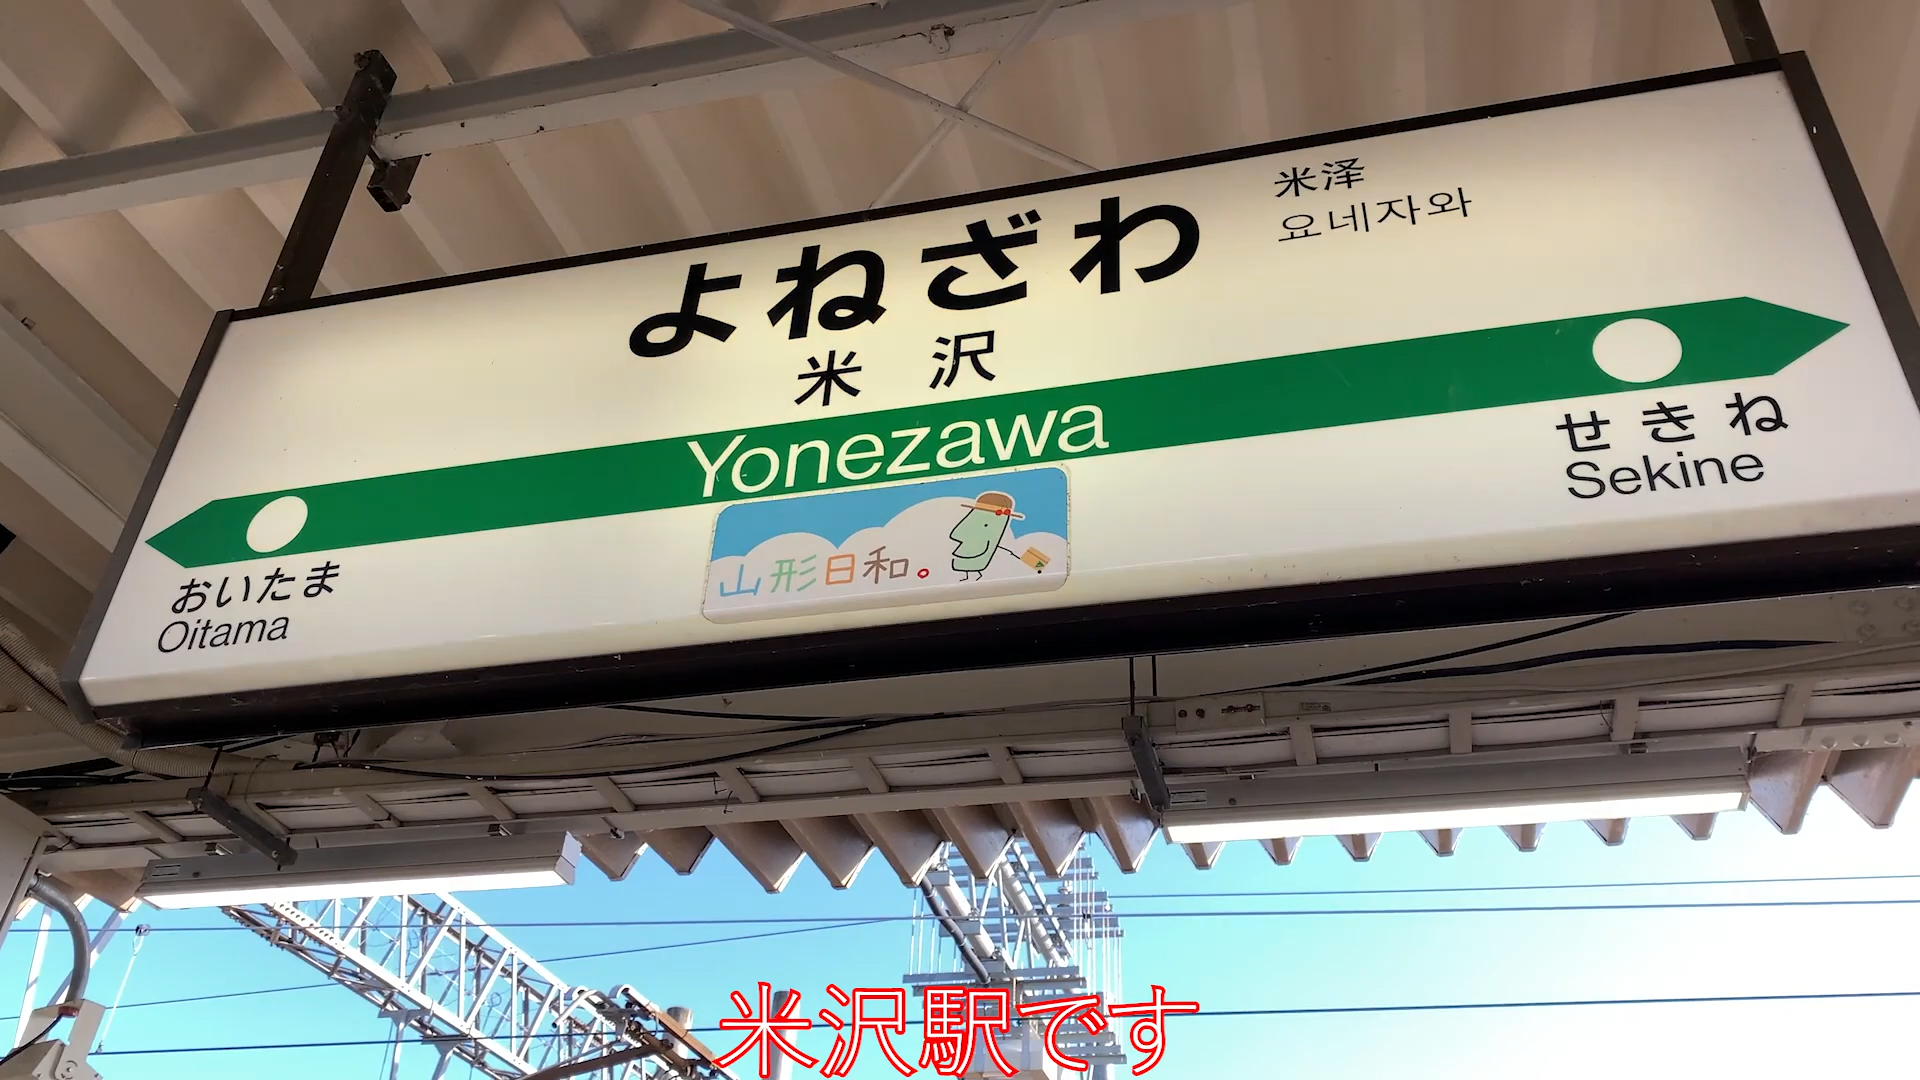 よねざわ
米沢
米泽
요네자와
Yonezawa
せきね
Sekine
おいたま
Oitama
山形日和。
米沢駅です